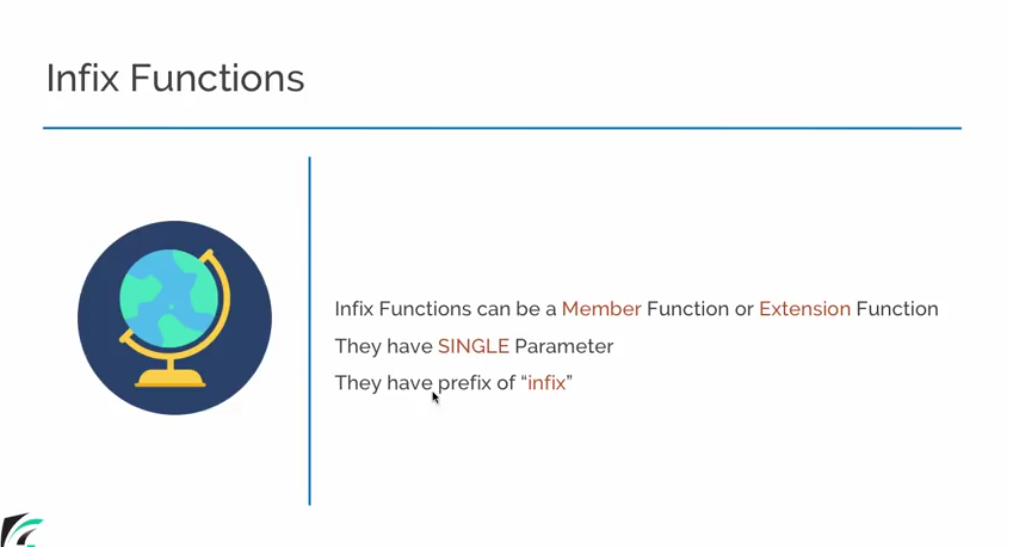 Infix Functions
Infix Functions can be a Member Function or Extension Function
They have SINGLE Parameter
They have prefix of “infix”